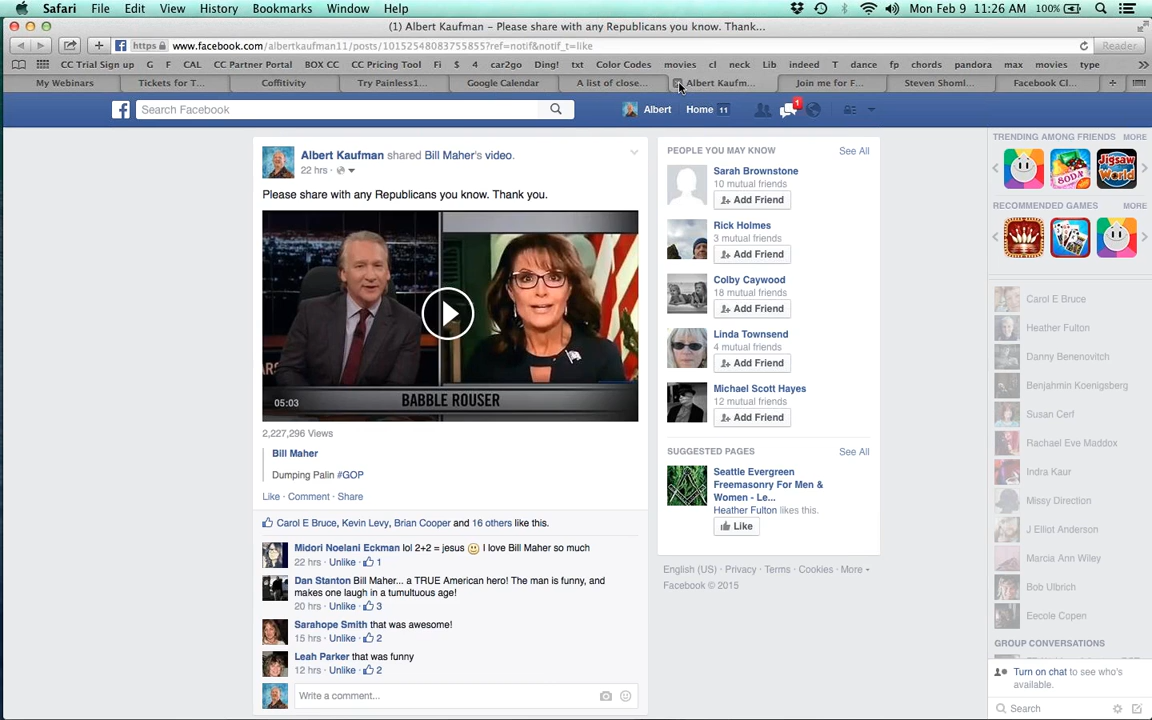 Safari File Edit View History Bookmarks Window Help Mon Feb 9 11:26 AM 100%
(1) Albert Kaufman – Please share with any Republicans you know. Thank...
https www.facebook.com/albertkaufman11/posts/10152548083755855?ref=notif&notif_t=like Reader
CC Trial Sign up G F CAL CC Partner Portal BOX CC Pricing Tool Fi $ 4 car2go Ding! txt Color Codes movies cl neck Lib indeed T dance fp chords pandora max movies type
My Webinars Tickets for T... Coffitivity Try Painless1... Google Calendar A list of close... Albert Kaufm... Join me for F... Steven Shoml... Facebook Cl...
Search Facebook Albert Home 11 1
Albert Kaufman shared Bill Maher's video.
22 hrs ·
Please share with any Republicans you know. Thank you.
05:03 BABBLE ROUSER
2,227,296 Views
Bill Maher
Dumping Palin #GOP
Like · Comment · Share
Carol E Bruce, Kevin Levy, Brian Cooper and 16 others like this.
Midori Noelani Eckman lol 2+2 = jesus I love Bill Maher so much
22 hrs · Unlike · 1
Dan Stanton Bill Maher... a TRUE American hero! The man is funny, and
makes one laugh in a tumultuous age!
20 hrs · Unlike · 3
Sarahope Smith that was awesome!
15 hrs · Unlike · 2
Leah Parker that was funny
12 hrs · Unlike · 2
Write a comment...
PEOPLE YOU MAY KNOW See All
Sarah Brownstone
10 mutual friends
Add Friend
Rick Holmes
3 mutual friends
Add Friend
Colby Caywood
18 mutual friends
Add Friend
Linda Townsend
4 mutual friends
Add Friend
Michael Scott Hayes
12 mutual friends
Add Friend
SUGGESTED PAGES See All
Seattle Evergreen
Freemasonry For Men &
Women - Le...
Heather Fulton likes this.
Like
English (US) · Privacy · Terms · Cookies · More
Facebook © 2015
TRENDING AMONG FRIENDS MORE
SODA Jigsaw World
RECOMMENDED GAMES MORE
Carol E Bruce
Heather Fulton
Danny Benenovitch
Benjahmin Koenigsberg
Susan Cerf
Rachael Eve Maddox
Indra Kaur
Missy Direction
J Elliot Anderson
Marcia Ann Wiley
Bob Ulbrich
Eecole Copen
GROUP CONVERSATIONS
Turn on chat to see who's
available.
Search